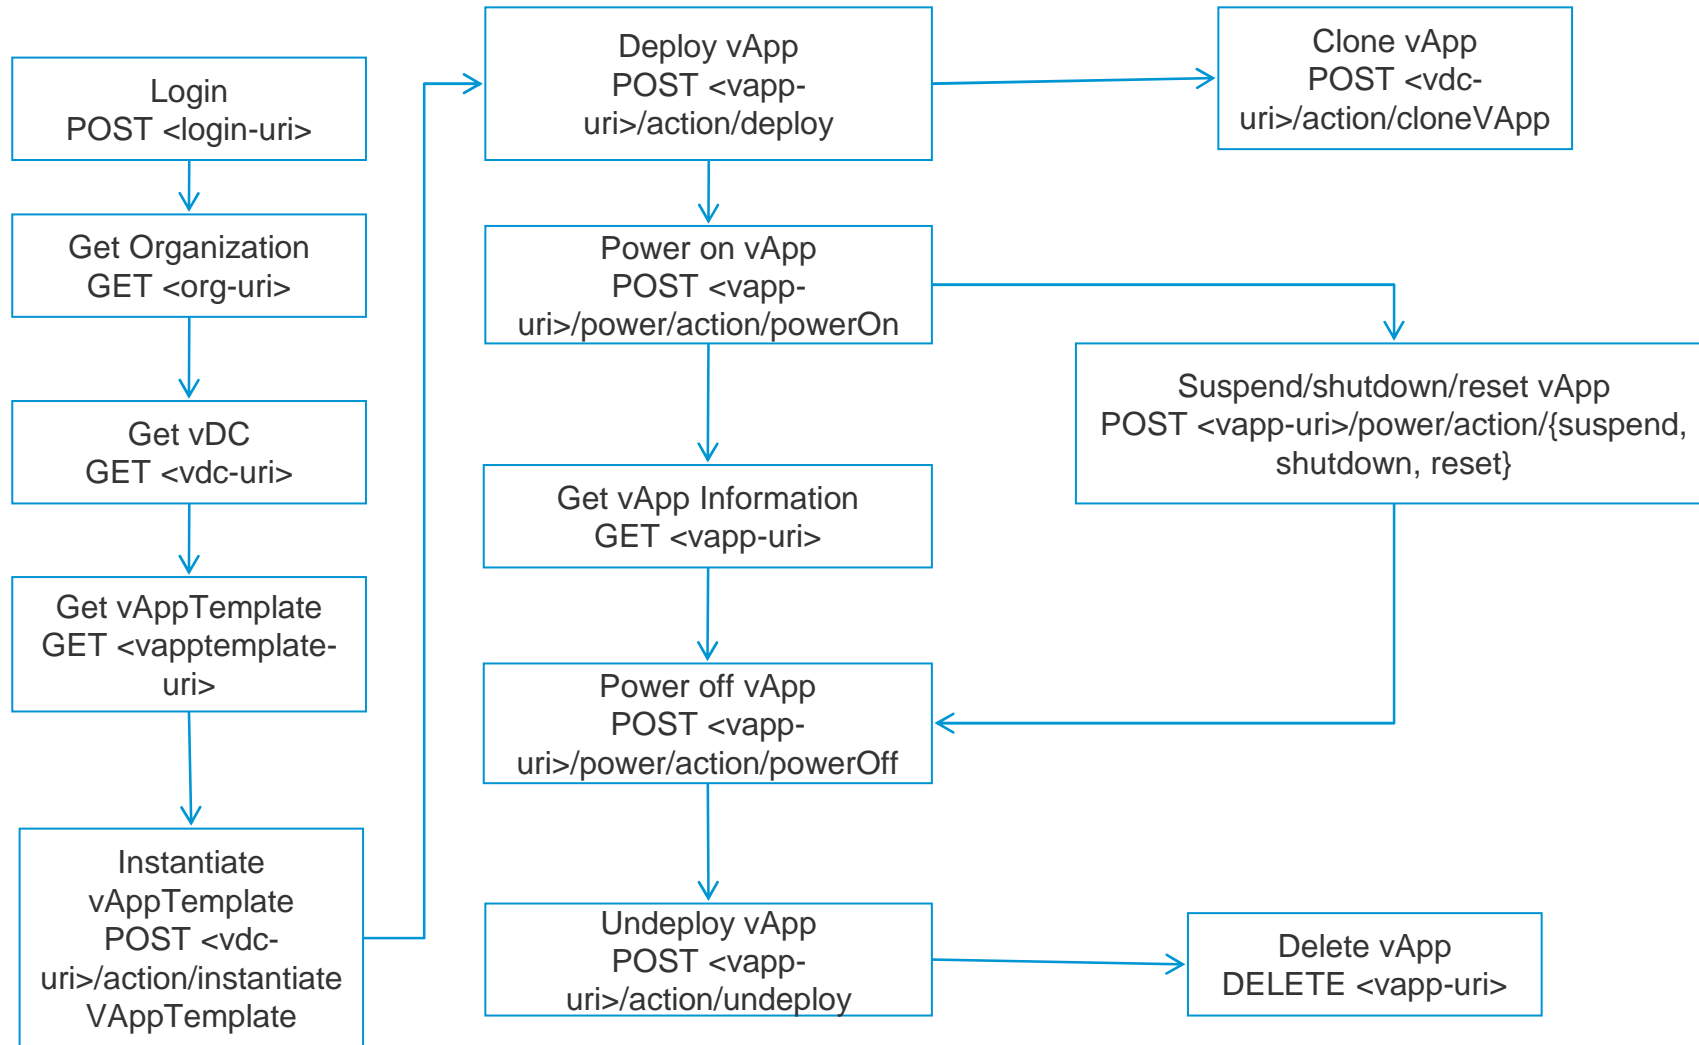 Login
POST <login-uri>
Get Organization
GET <org-uri>
Get vDC
GET <vdc-uri>
Get vAppTemplate
GET <vapptemplate-
uri>
Instantiate
vAppTemplate
POST <vdc-
uri>/action/instantiate
VAppTemplate
Deploy vApp
POST <vapp-
uri>/action/deploy
Power on vApp
POST <vapp-
uri>/power/action/powerOn
Get vApp Information
GET <vapp-uri>
Power off vApp
POST <vapp-
uri>/power/action/powerOff
Undeploy vApp
POST <vapp-
uri>/action/undeploy
Clone vApp
POST <vdc-
uri>/action/cloneVApp
Suspend/shutdown/reset vApp
POST <vapp-uri>/power/action/{suspend,
shutdown, reset}
Delete vApp
DELETE <vapp-uri>